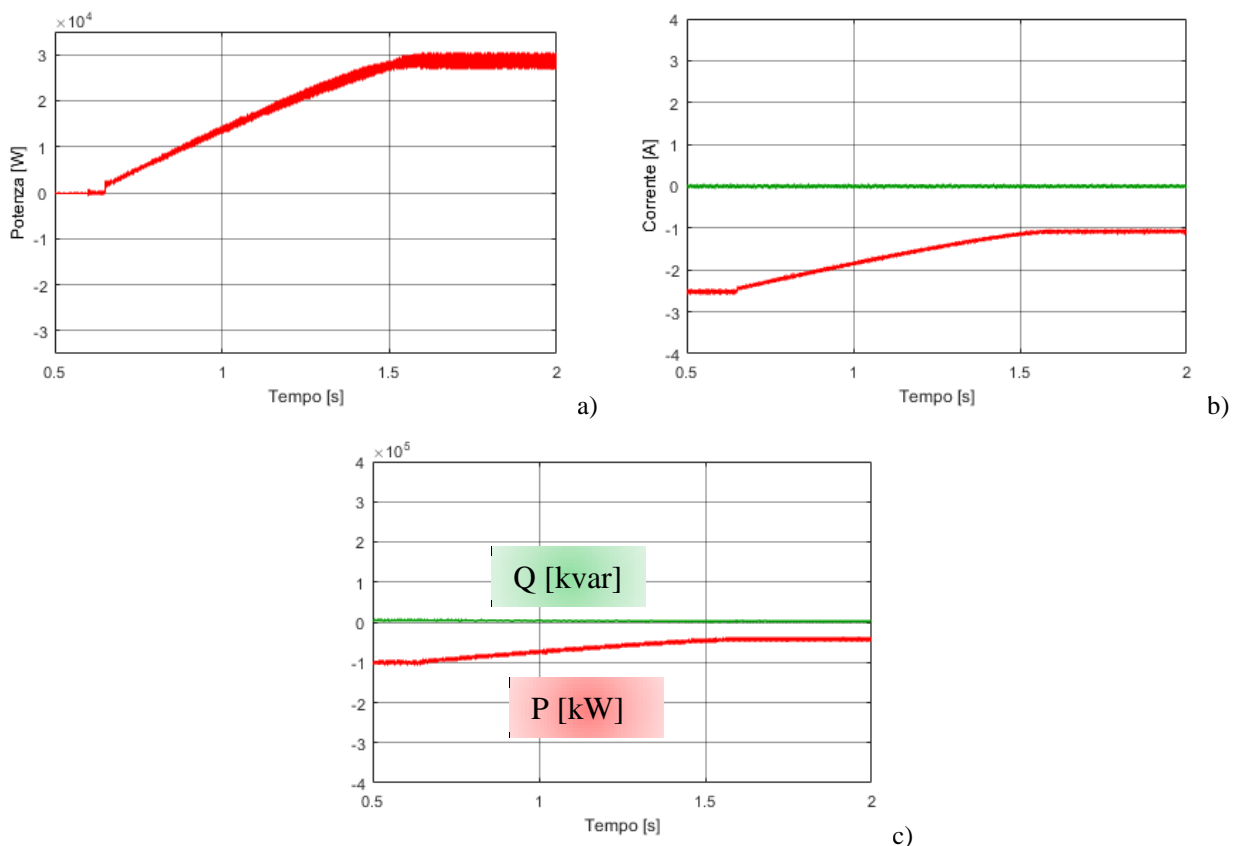 ×10⁴
3
2
1
0
-1
-2
-3
Potenza [W]
0.5 1 1.5 2
Tempo [s]
a)
4
3
2
1
0
-1
-2
-3
-4
Corrente [A]
0.5 1 1.5 2
Tempo [s]
b)
×10⁵
4
3
2
1
0
-1
-2
-3
-4
Q [kvar]
P [kW]
0.5 1 1.5 2
Tempo [s]
c)